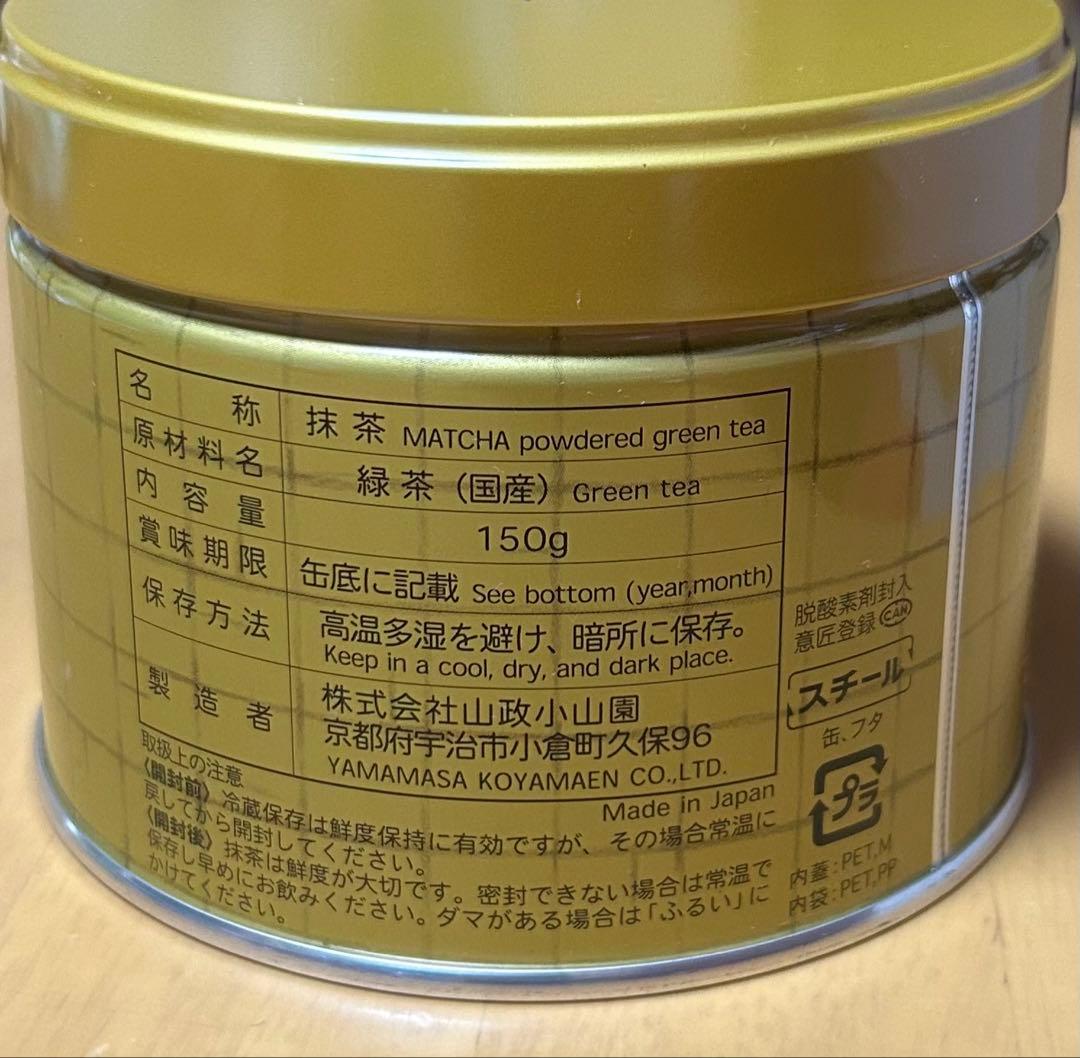 名称 抹茶 MATCHA powdered green tea
原材料名 緑茶(国産) Green tea
内容量 150g
賞味期限 缶底に記載 See bottom (year,month)
保存方法 高温多湿を避け、暗所に保存。
Keep in a cool, dry, and dark place.
製造者 株式会社山政小山園
京都府宇治市小倉町久保96
YAMAMASA KOYAMAEN CO.,LTD.
Made in Japan
取扱上の注意
〈開封前〉冷蔵保存は鮮度保持に有効ですが、その場合常温に
戻してから開封してください。
〈開封後〉抹茶は鮮度が大切です。密封できない場合は常温で
保存し早めにお飲みください。ダマがある場合は「ふるい」に
かけてください。
脱酸素剤封入
意匠登録 CAN
スチール
缶、フタ
プラ
内蓋:PET,M
内袋:PET,PP